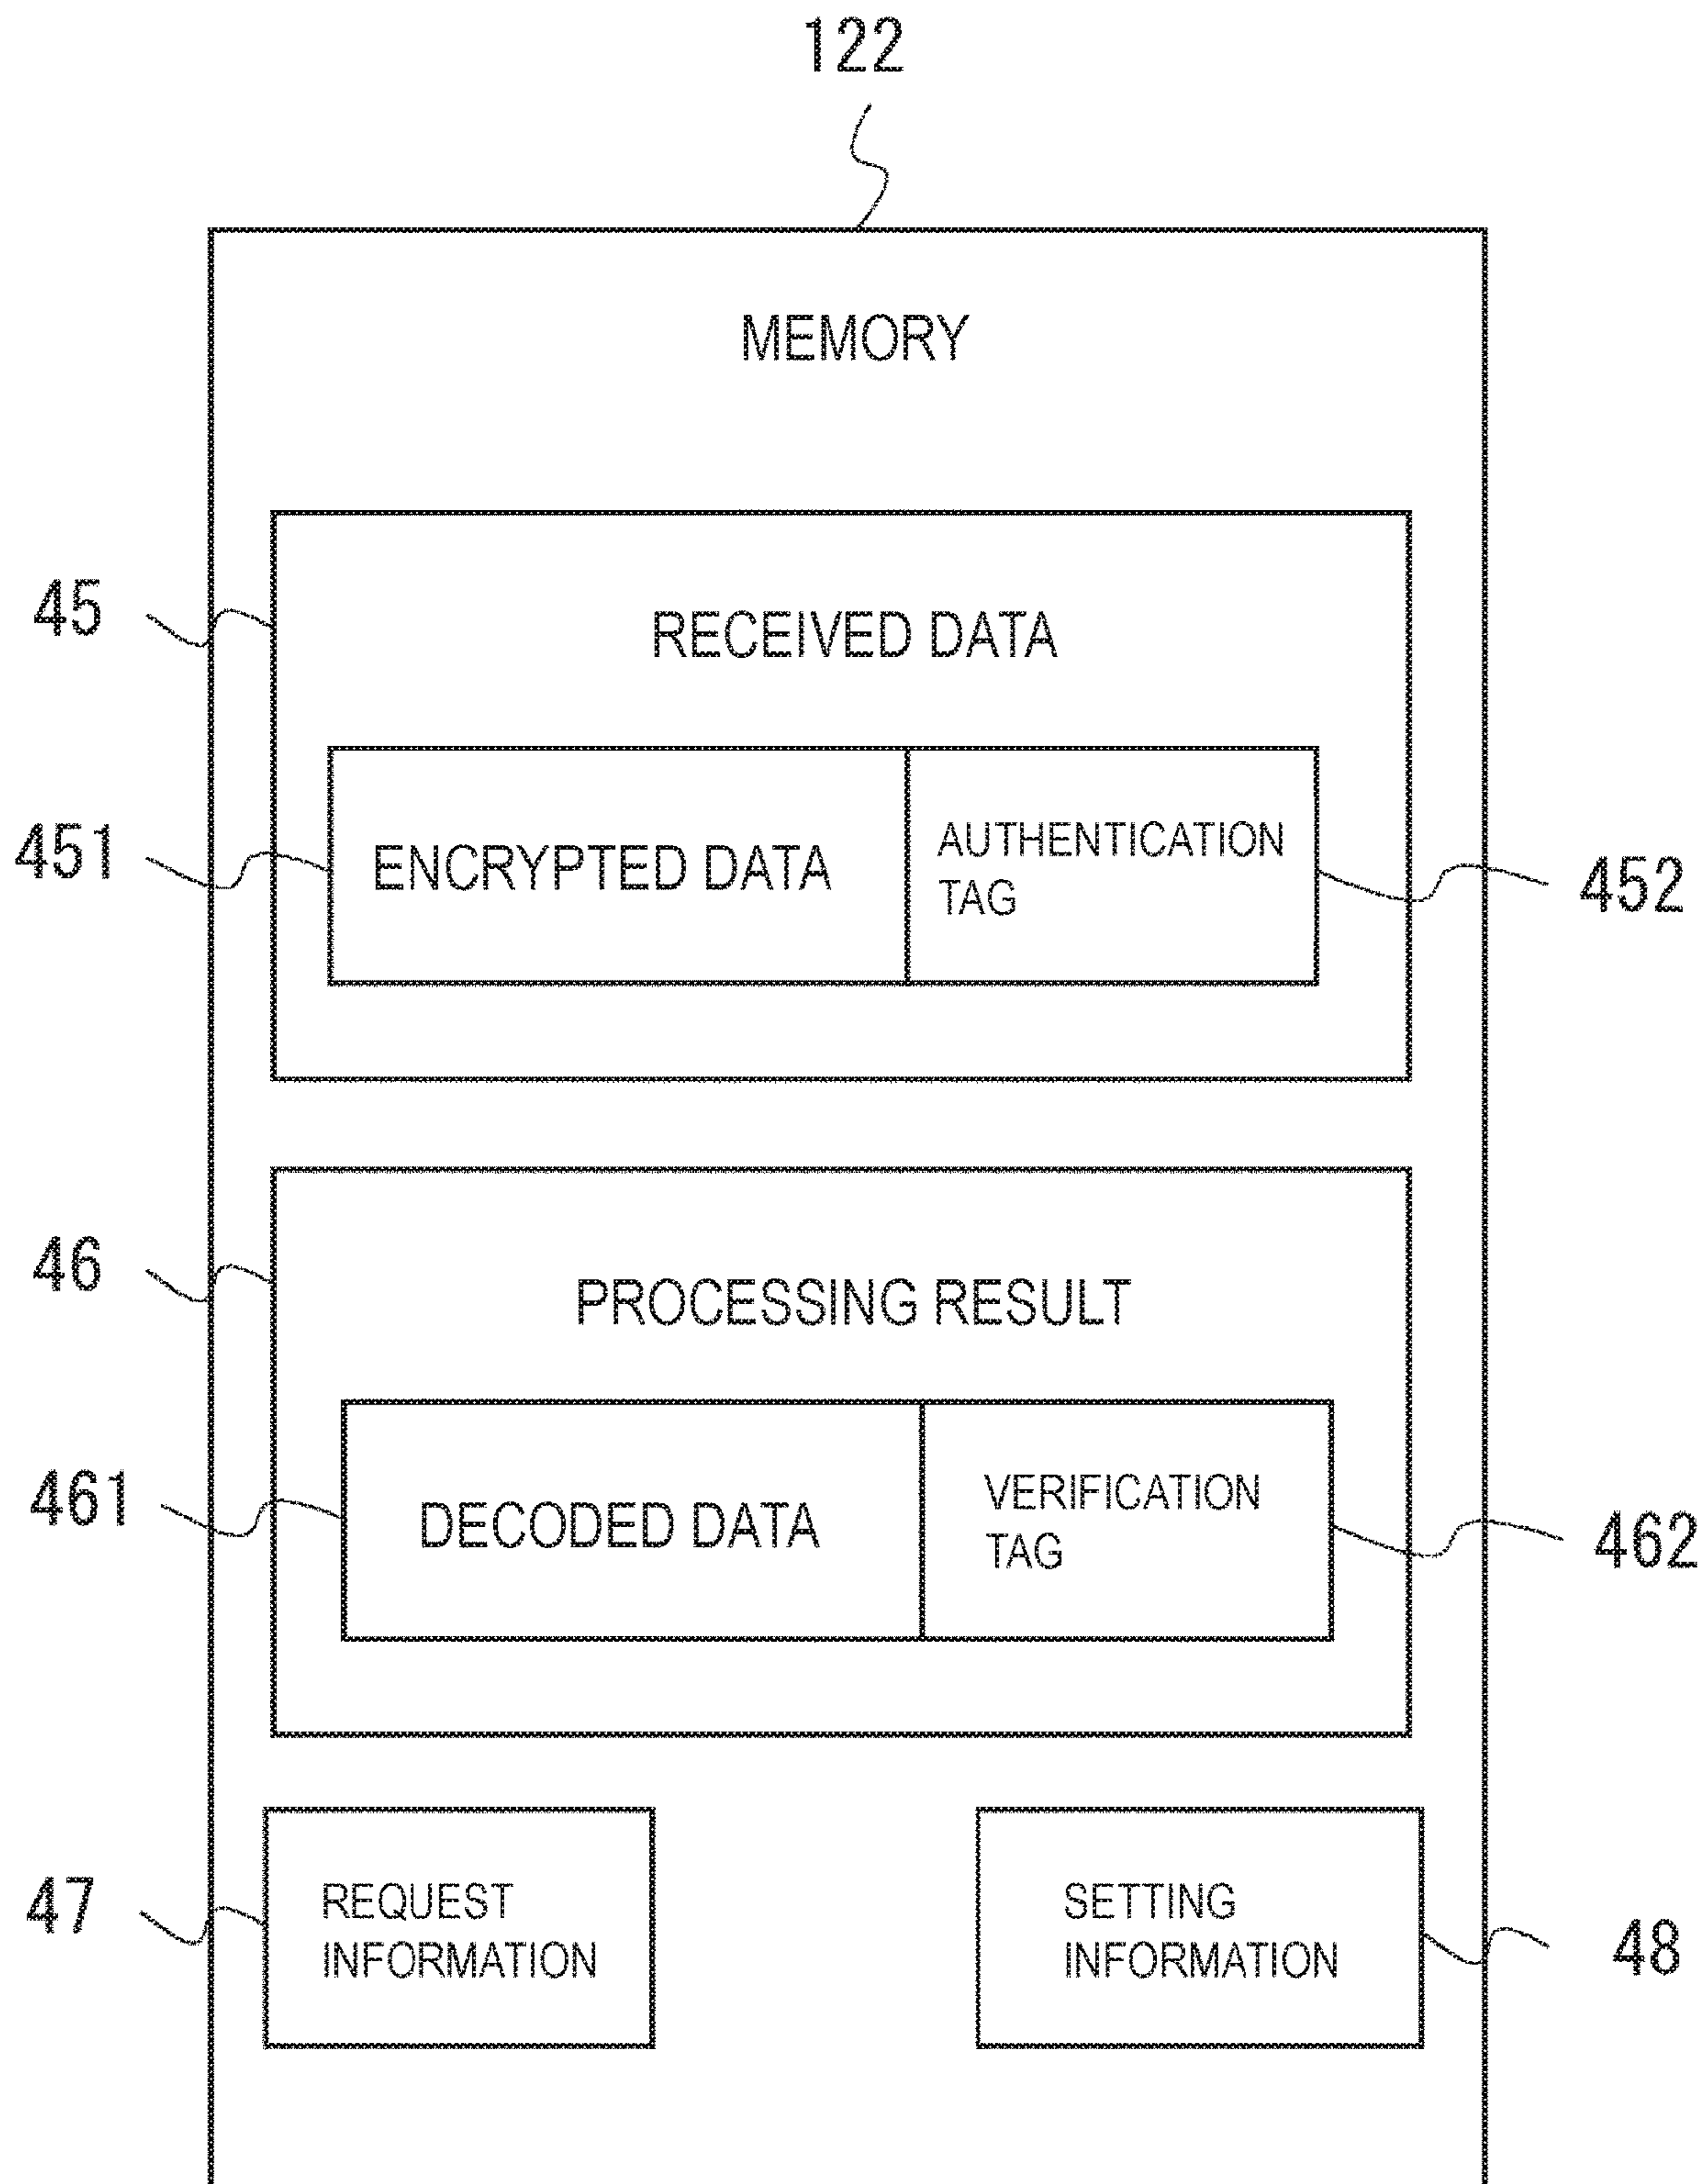 122
MEMORY
45
RECEIVED DATA
451
ENCRYPTED DATA
AUTHENTICATION
TAG
452
46
PROCESSING RESULT
461
DECODED DATA
VERIFICATION
TAG
462
47
REQUEST
INFORMATION
SETTING
INFORMATION
48